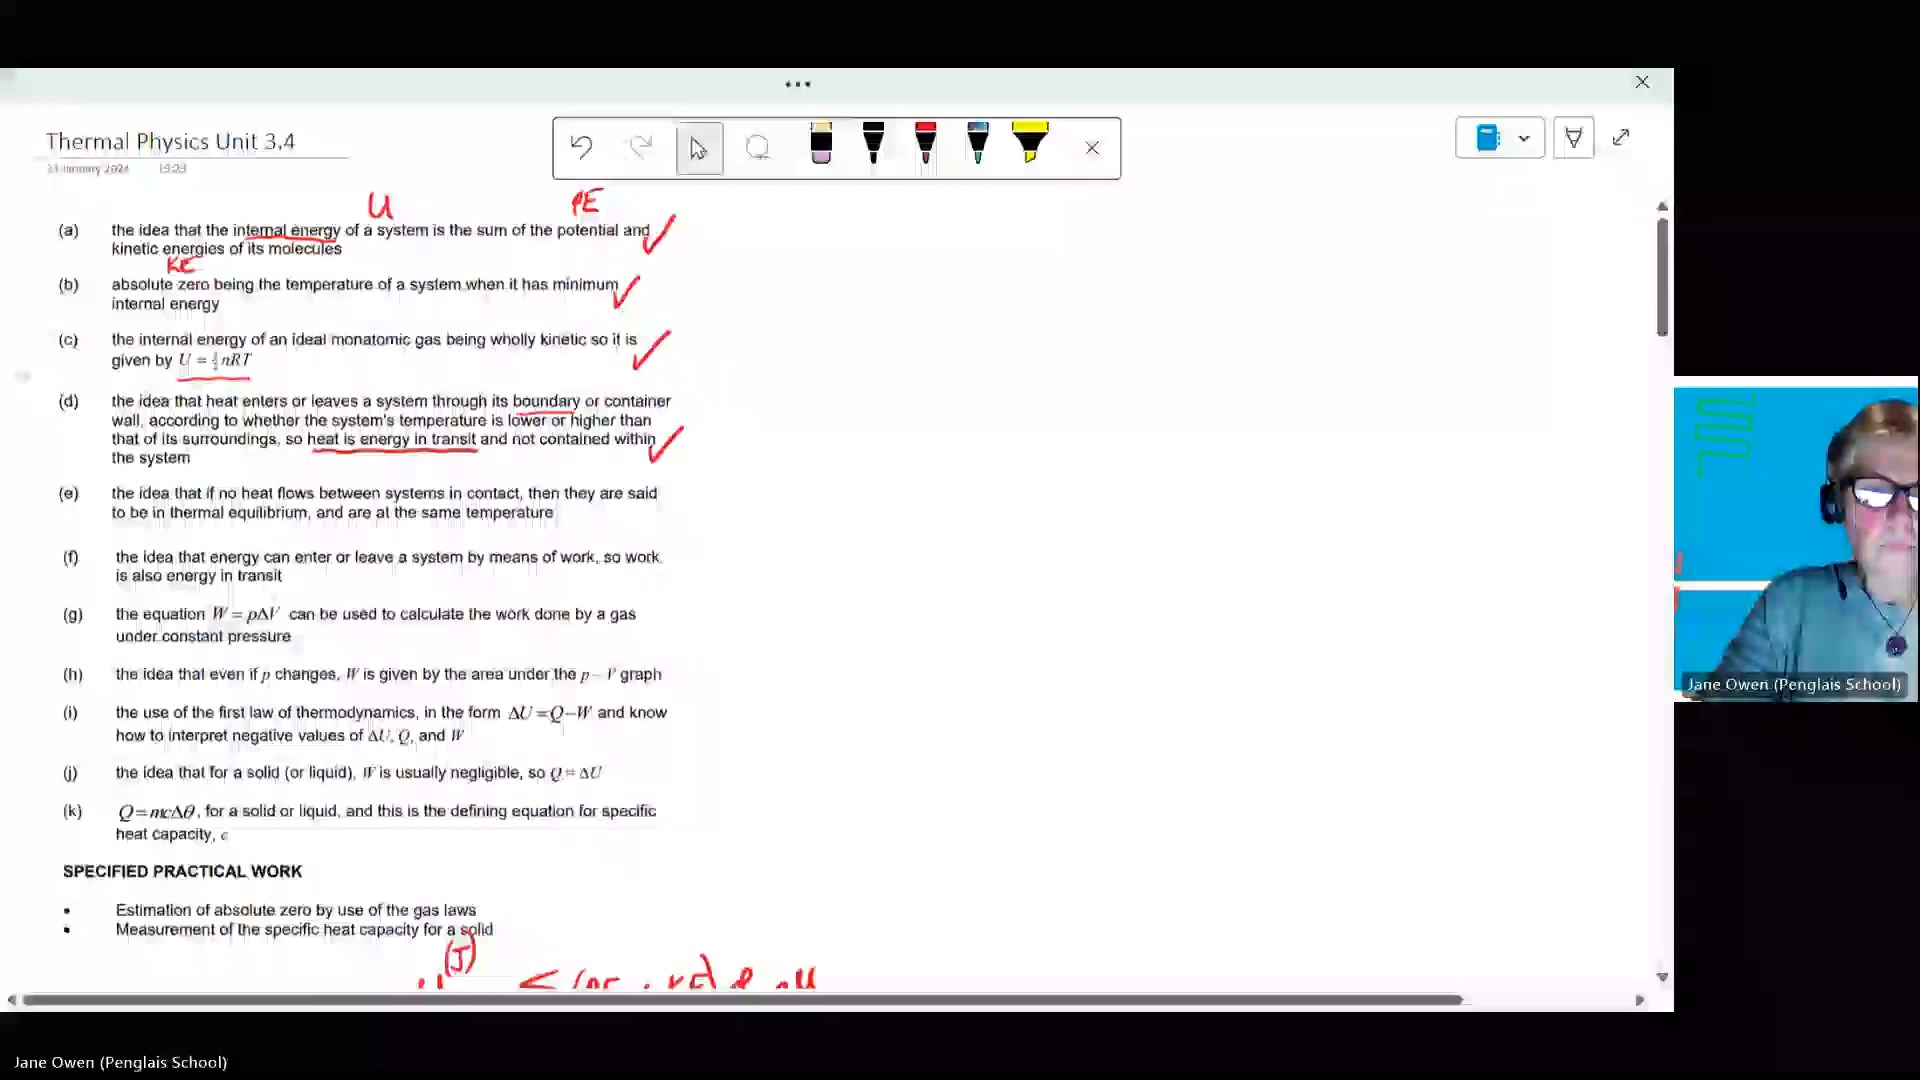 Thermal Physics Unit 3.4
24 January 2024 19:29
U PE
(a) the idea that the internal energy of a system is the sum of the potential and
kinetic energies of its molecules
KE
(b) absolute zero being the temperature of a system when it has minimum
internal energy
(c) the internal energy of an ideal monatomic gas being wholly kinetic so it is
given by U = 3/2 nRT
(d) the idea that heat enters or leaves a system through its boundary or container
wall, according to whether the system's temperature is lower or higher than
that of its surroundings, so heat is energy in transit and not contained within
the system
(e) the idea that if no heat flows between systems in contact, then they are said
to be in thermal equilibrium, and are at the same temperature
(f) the idea that energy can enter or leave a system by means of work, so work
is also energy in transit
(g) the equation W = pΔV can be used to calculate the work done by a gas
under constant pressure
(h) the idea that even if p changes, W is given by the area under the p – V graph
(i) the use of the first law of thermodynamics, in the form ΔU = Q – W and know
how to interpret negative values of ΔU, Q, and W
(j) the idea that for a solid (or liquid), W is usually negligible, so Q = ΔU
(k) Q = mcΔθ, for a solid or liquid, and this is the defining equation for specific
heat capacity, c
SPECIFIED PRACTICAL WORK
• Estimation of absolute zero by use of the gas laws
• Measurement of the specific heat capacity for a solid
(J)
Jane Owen (Penglais School)
Jane Owen (Penglais School)